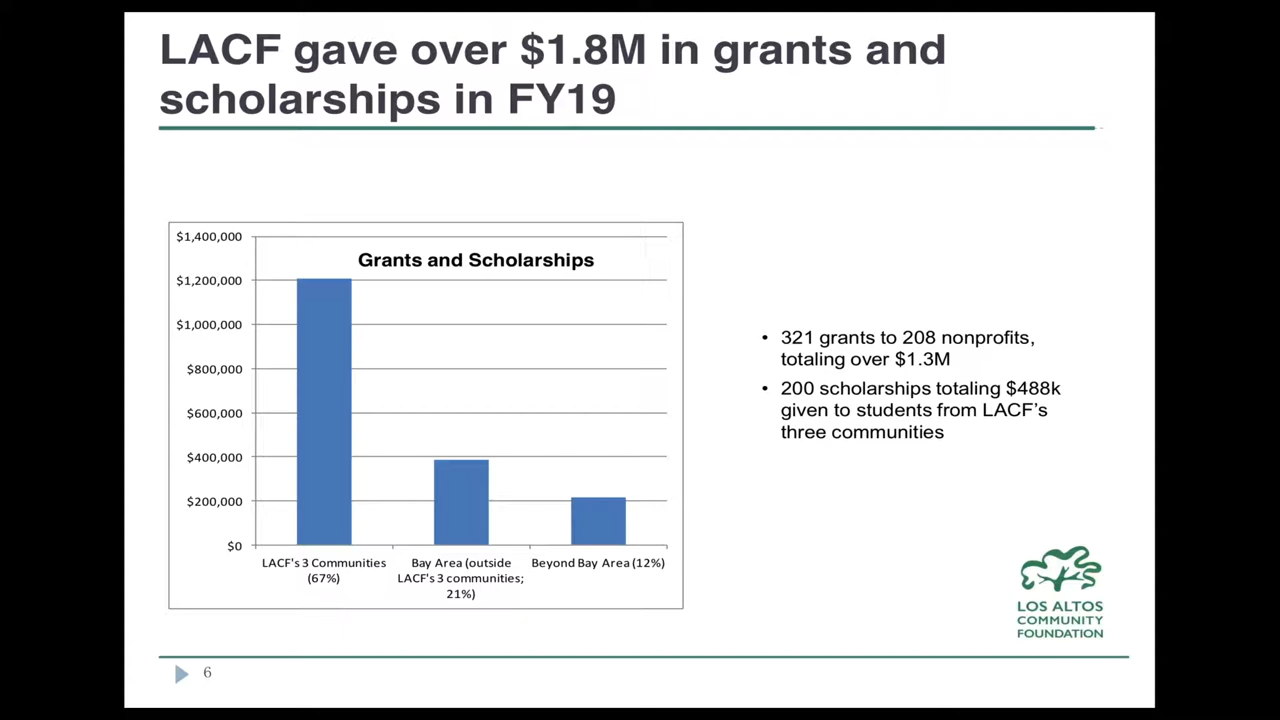 LACF gave over $1.8M in grants and
scholarships in FY19
Grants and Scholarships
$1,400,000
$1,200,000
$1,000,000
$800,000
$600,000
$400,000
$200,000
$0
LACF's 3 Communities
(67%)
Bay Area (outside
LACF's 3 communities;
21%)
Beyond Bay Area (12%)
• 321 grants to 208 nonprofits,
totaling over $1.3M
• 200 scholarships totaling $488k
given to students from LACF’s
three communities
LOS ALTOS
COMMUNITY
FOUNDATION
6